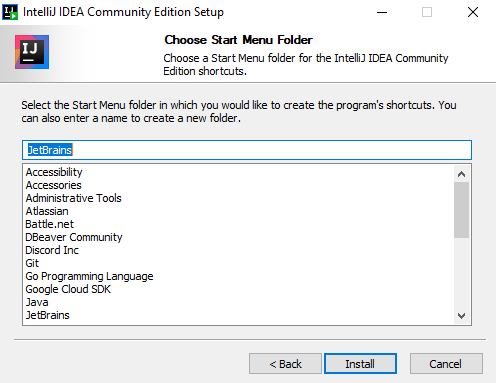 IntelliJ IDEA Community Edition Setup
IJ
Choose Start Menu Folder
Choose a Start Menu folder for the IntelliJ IDEA Community
Edition shortcuts.
Select the Start Menu folder in which you would like to create the program's shortcuts. You
can also enter a name to create a new folder.
JetBrains
Accessibility
Accessories
Administrative Tools
Atlassian
Battle.net
DBeaver Community
Discord Inc
Git
Go Programming Language
Google Cloud SDK
Java
JetBrains
< Back
Install
Cancel